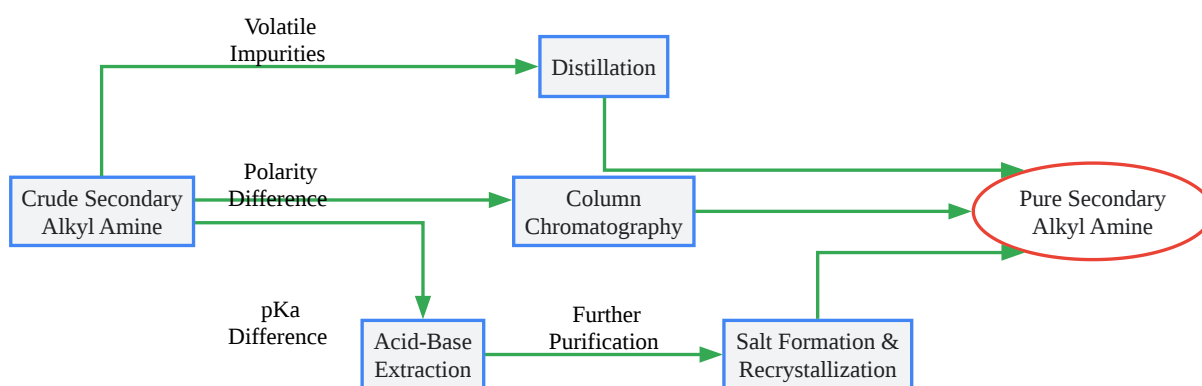 Volatile
Impurities
Distillation
Polarity
Difference
Crude Secondary
Alkyl Amine
Column
Chromatography
Pure Secondary
Alkyl Amine
pKa
Difference
Acid-Base
Extraction
Further
Purification
Salt Formation &
Recrystallization